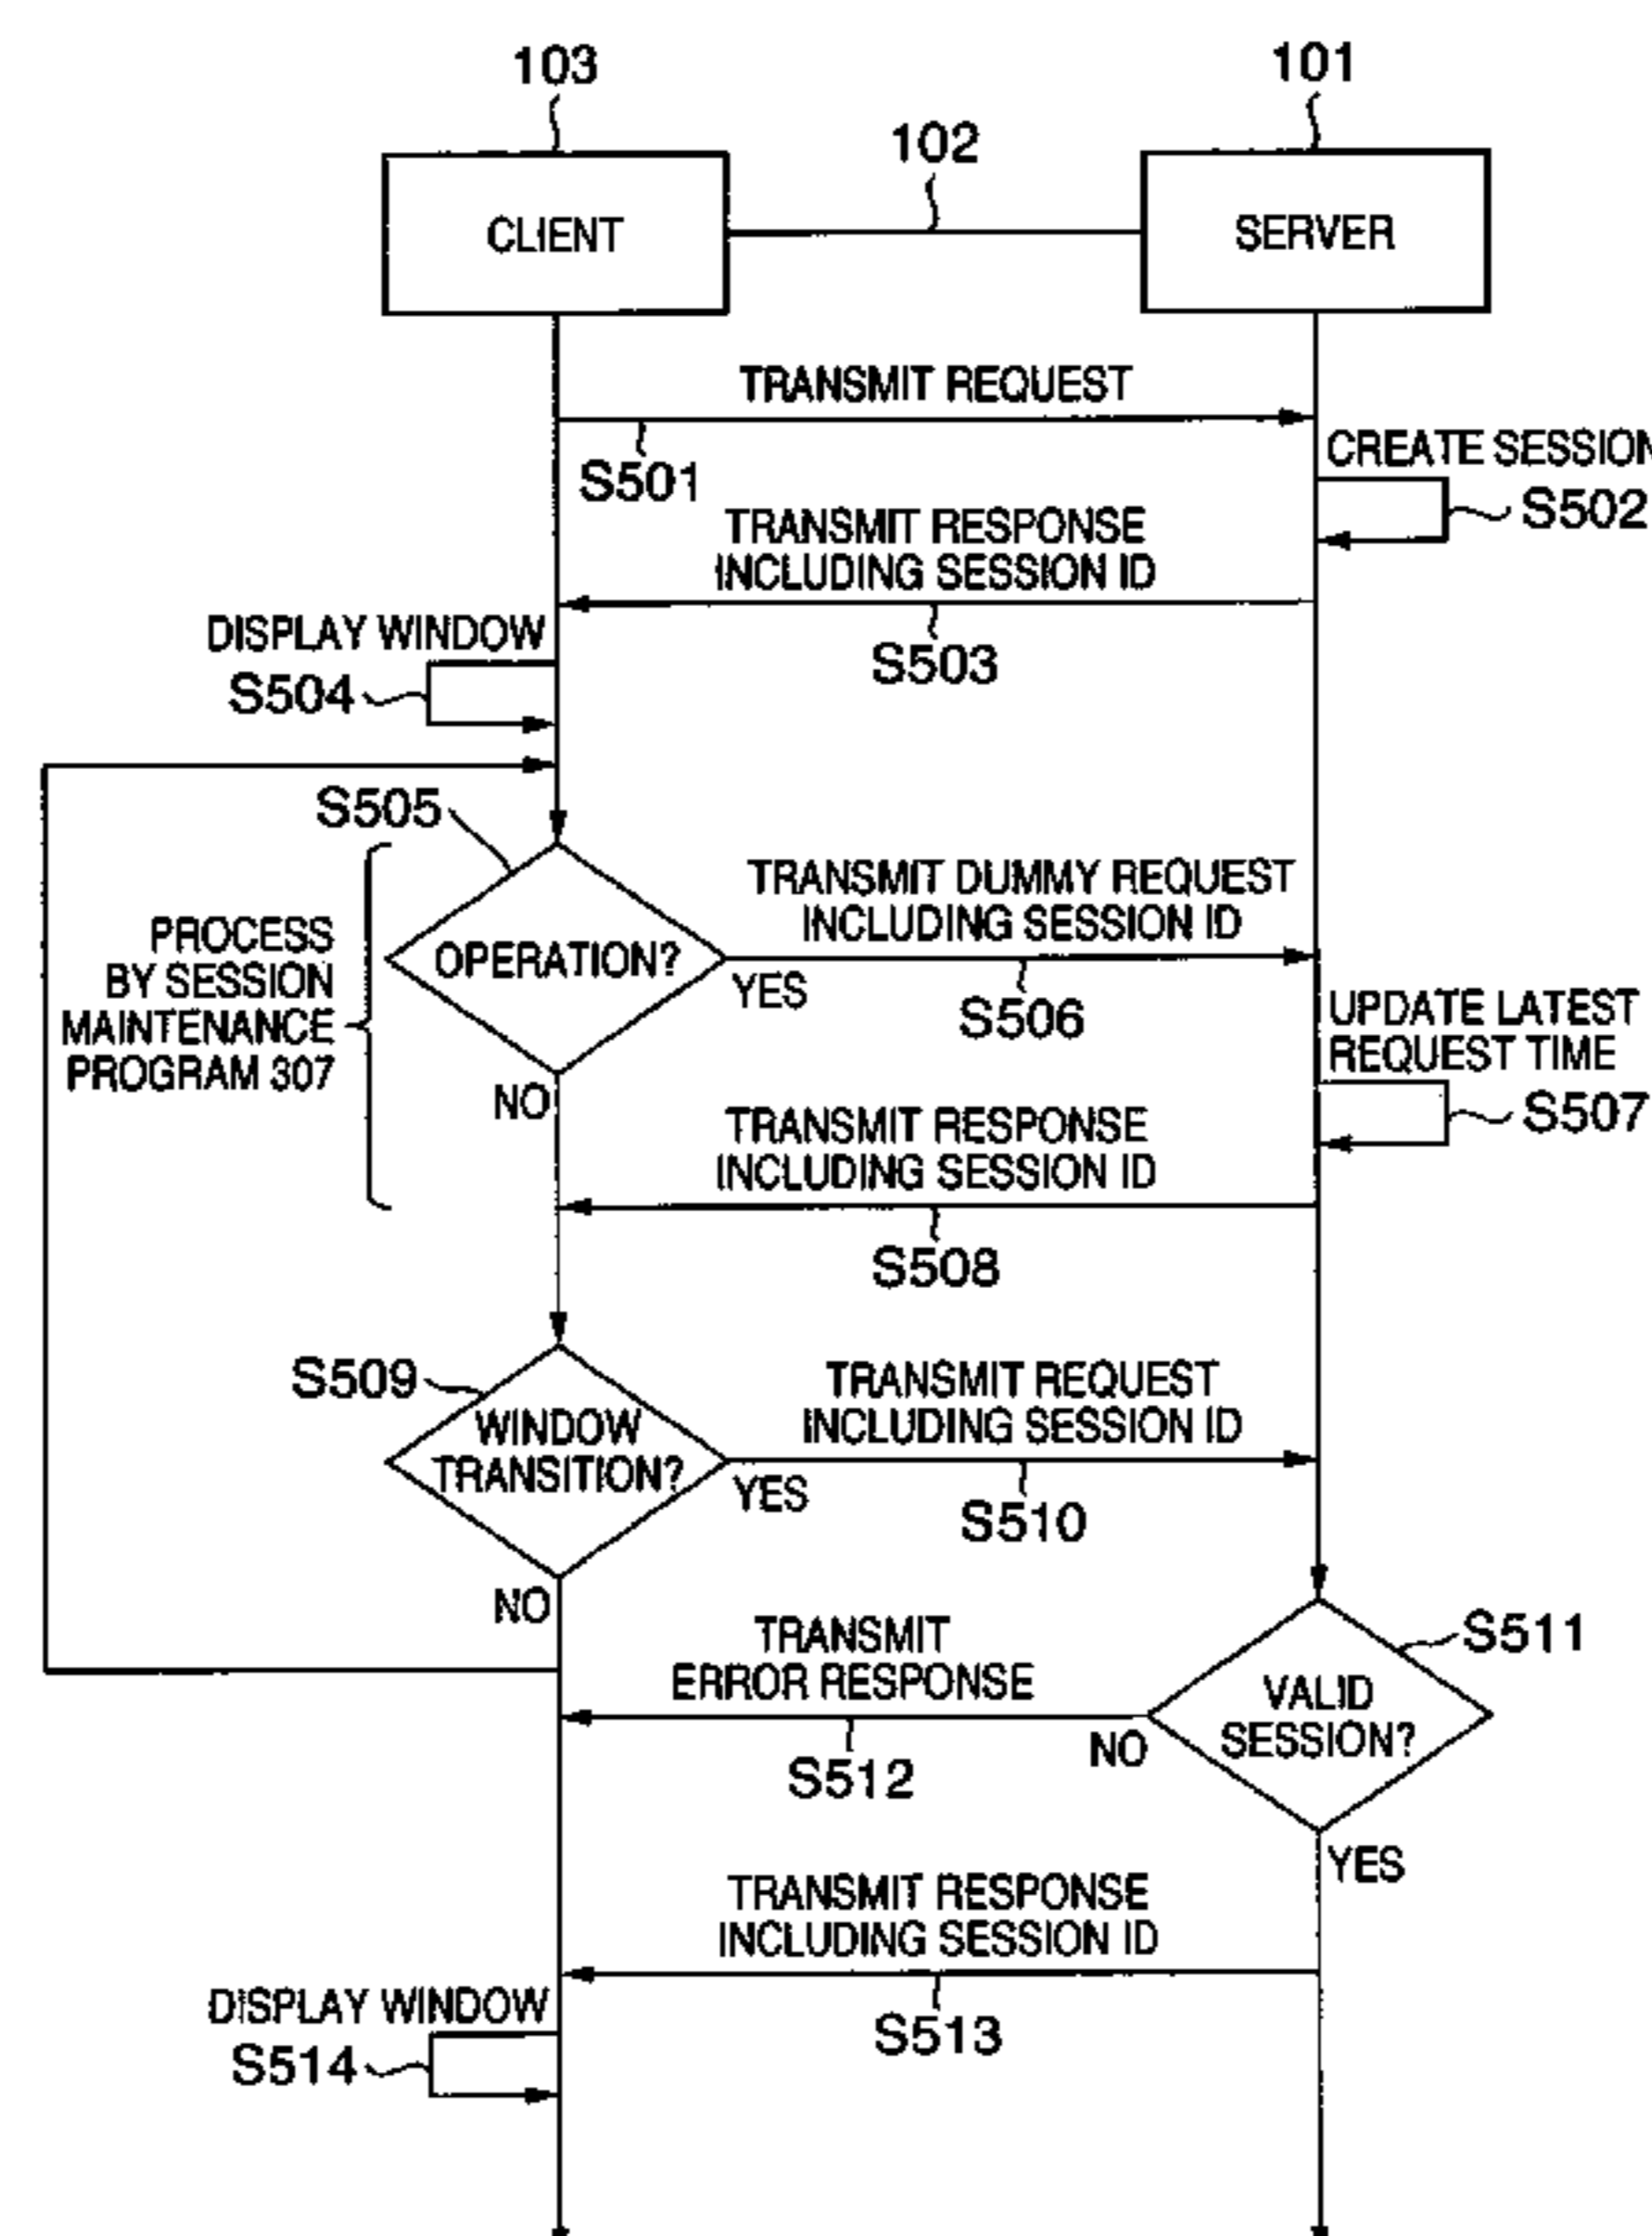 103
101
102
CLIENT
SERVER
TRANSMIT REQUEST
S501
CREATE SESSION
S502
TRANSMIT RESPONSE
INCLUDING SESSION ID
S503
DISPLAY WINDOW
S504
S505
PROCESS
BY SESSION
MAINTENANCE
PROGRAM 307
OPERATION?
YES
NO
TRANSMIT DUMMY REQUEST
INCLUDING SESSION ID
S506
UPDATE LATEST
REQUEST TIME
S507
TRANSMIT RESPONSE
INCLUDING SESSION ID
S508
S509
WINDOW
TRANSITION?
YES
NO
TRANSMIT REQUEST
INCLUDING SESSION ID
S510
S511
VALID
SESSION?
NO
YES
TRANSMIT
ERROR RESPONSE
S512
TRANSMIT RESPONSE
INCLUDING SESSION ID
S513
DISPLAY WINDOW
S514